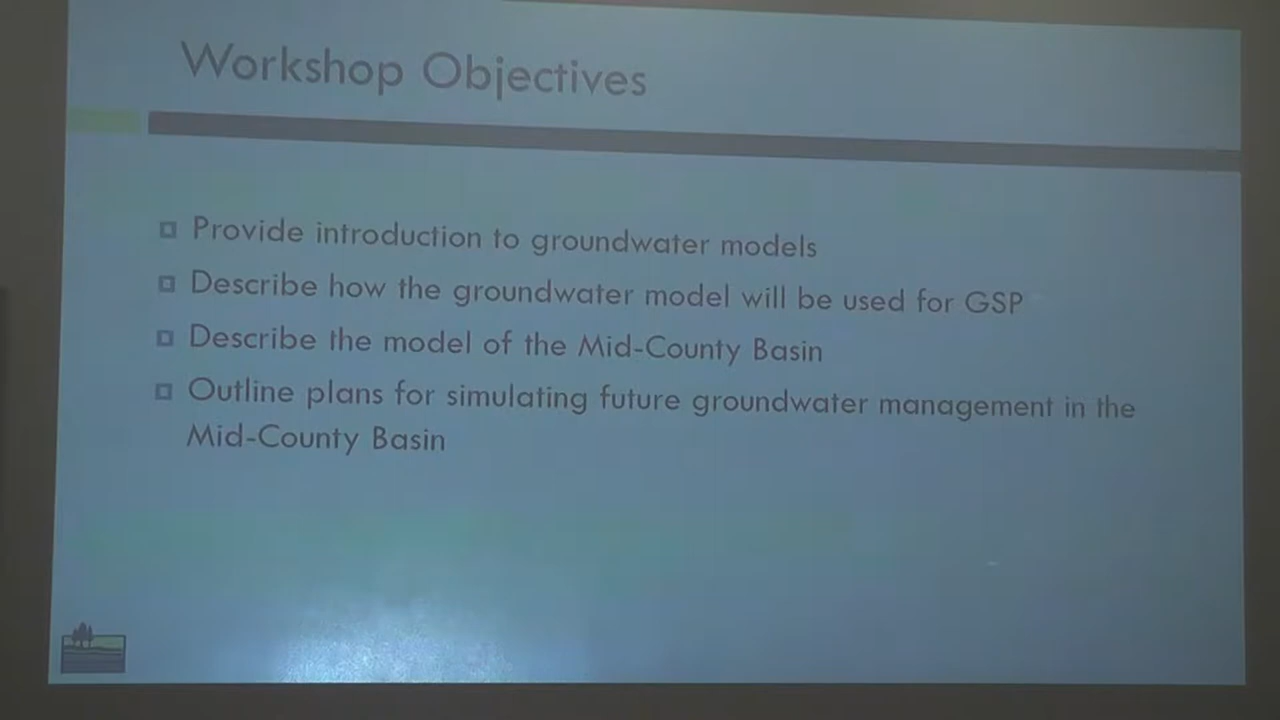 Workshop Objectives
Provide introduction to groundwater models
Describe how the groundwater model will be used for GSP
Describe the model of the Mid-County Basin
Outline plans for simulating future groundwater management in the
Mid-County Basin